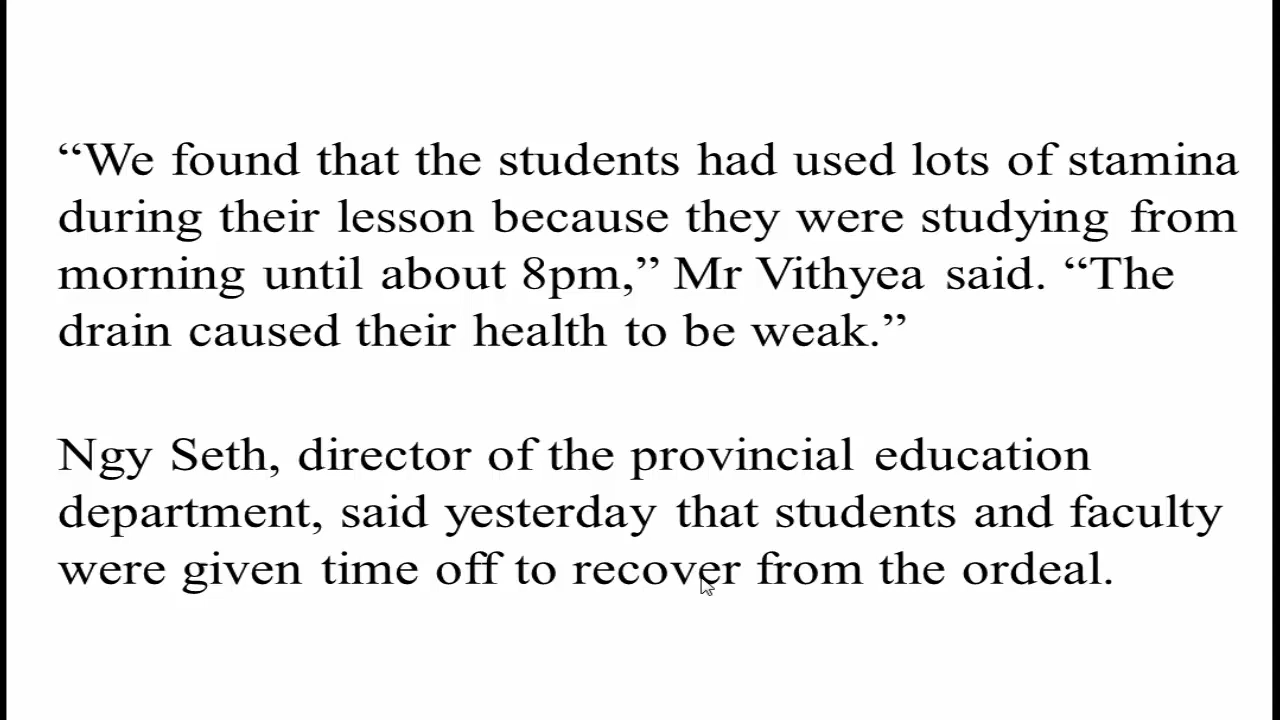 “We found that the students had used lots of stamina
during their lesson because they were studying from
morning until about 8pm,” Mr Vithyea said. “The
drain caused their health to be weak.”
Ngy Seth, director of the provincial education
department, said yesterday that students and faculty
were given time off to recover from the ordeal.